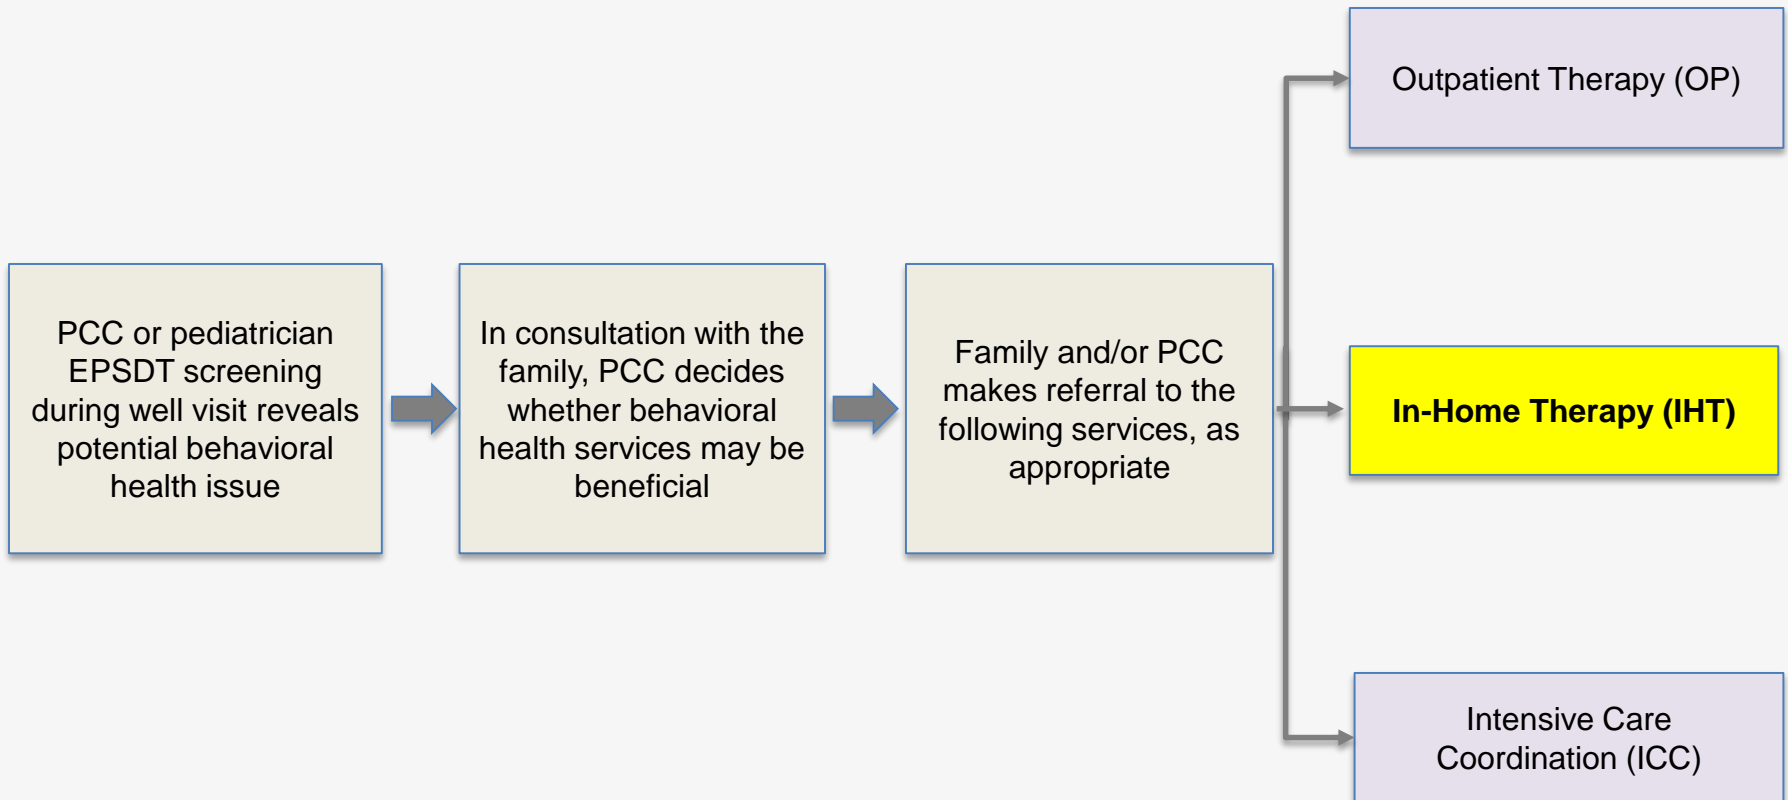 PCC or pediatrician
EPSDT screening
during well visit reveals
potential behavioral
health issue
In consultation with the
family, PCC decides
whether behavioral
health services may be
beneficial
Family and/or PCC
makes referral to the
following services, as
appropriate
Outpatient Therapy (OP)
In-Home Therapy (IHT)
Intensive Care
Coordination (ICC)